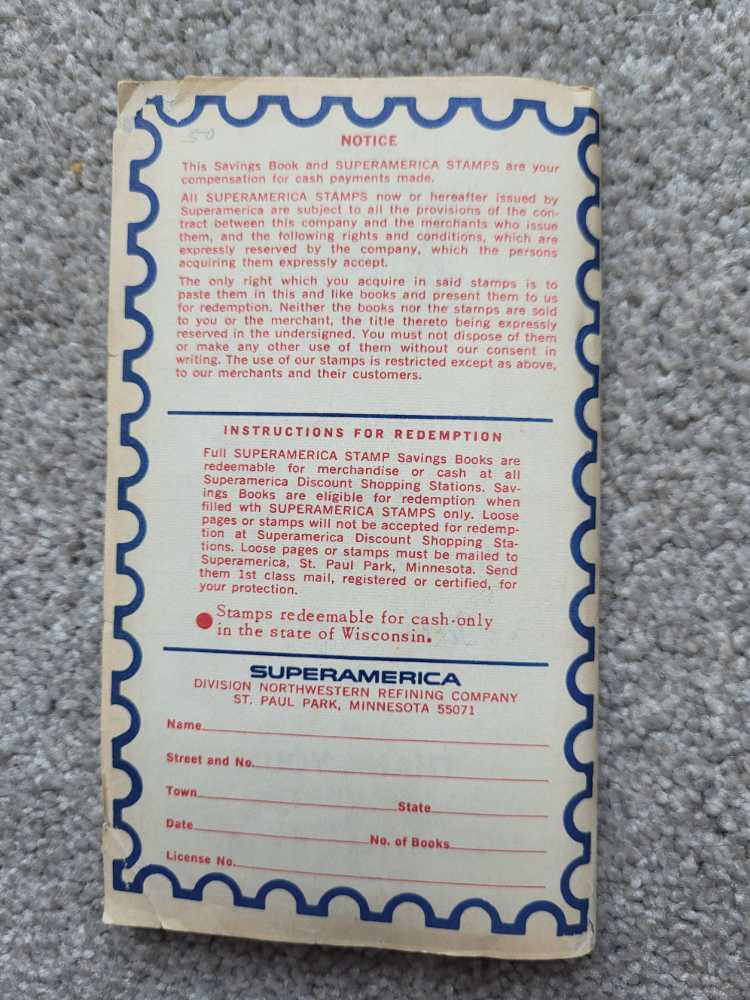 50
NOTICE
This Savings Book and SUPERAMERICA STAMPS are your
compensation for cash payments made.
All SUPERAMERICA STAMPS now or hereafter issued by
Superamerica are subject to all the provisions of the con-
tract between this company and the merchants who issue
them, and the following rights and conditions, which are
expressly reserved by the company, which the persons
acquiring them expressly accept.
The only right which you acquire in said stamps is to
paste them in this and like books and present them to us
for redemption. Neither the books nor the stamps are sold
to you or the merchant, the title thereto being expressly
reserved in the undersigned. You must not dispose of them
or make any other use of them without our consent in
writing. The use of our stamps is restricted except as above,
to our merchants and their customers.
INSTRUCTIONS FOR REDEMPTION
Full SUPERAMERICA STAMP Savings Books are
redeemable for merchandise or cash at all
Superamerica Discount Shopping Stations. Sav-
ings Books are eligible for redemption when
filled wth SUPERAMERICA STAMPS only. Loose
pages or stamps will not be accepted for redemp-
tion at Superamerica Discount Shopping Sta-
tions. Loose pages or stamps must be mailed to
Superamerica, St. Paul Park, Minnesota. Send
them 1st class mail, registered or certified, for
your protection.
Stamps redeemable for cash-only
in the state of Wisconsin.
SUPERAMERICA
DIVISION NORTHWESTERN REFINING COMPANY
ST. PAUL PARK, MINNESOTA 55071
Name
Street and No.
Town State
Date No. of Books
License No.